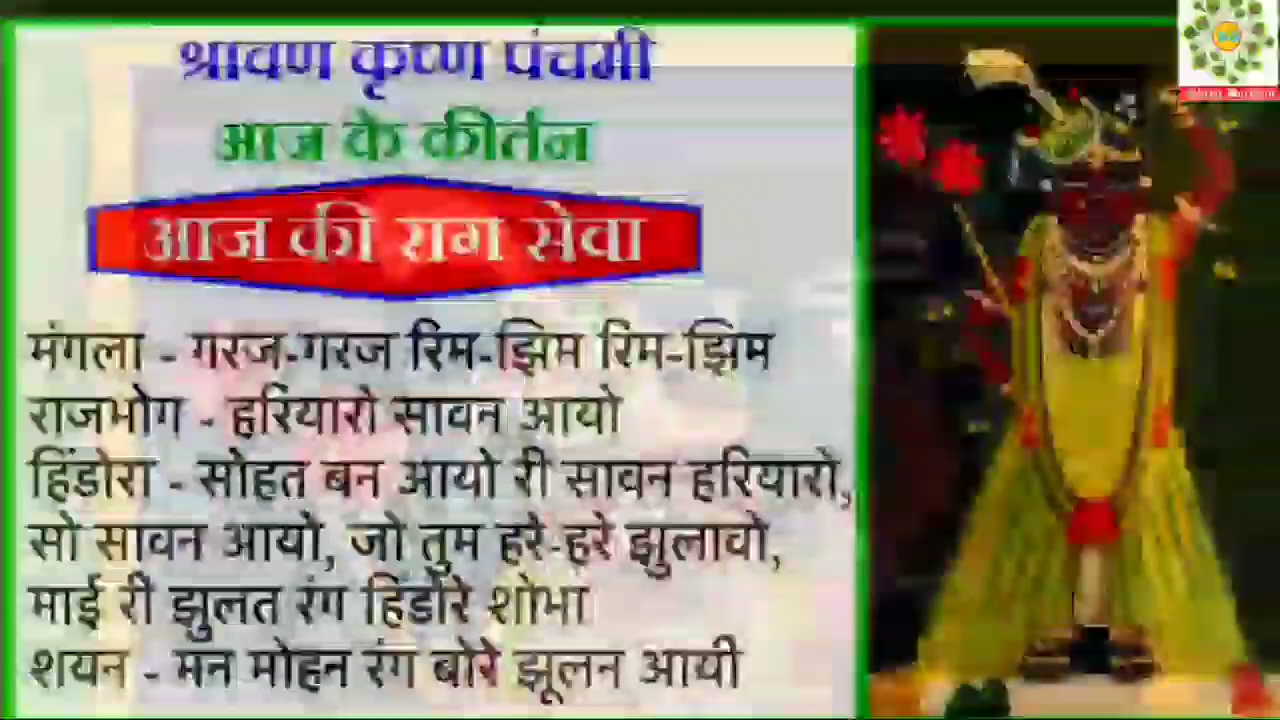 श्रावण कृष्ण पंचमी
आज के कीर्तन
आज की राग सेवा
मंगला - गरज-गरज रिम-झिम रिम-झिम
राजभोग - हरियारो सावन आयो
हिंडोरा - सोहत बन आयो री सावन हरियारो,
सो सावन आयो, जो तुम हरे-हरे झुलावो,
माई री झुलत रंग हिंडोरे शोभा
शयन - मन मोहन रंग बोरे झूलन आयी